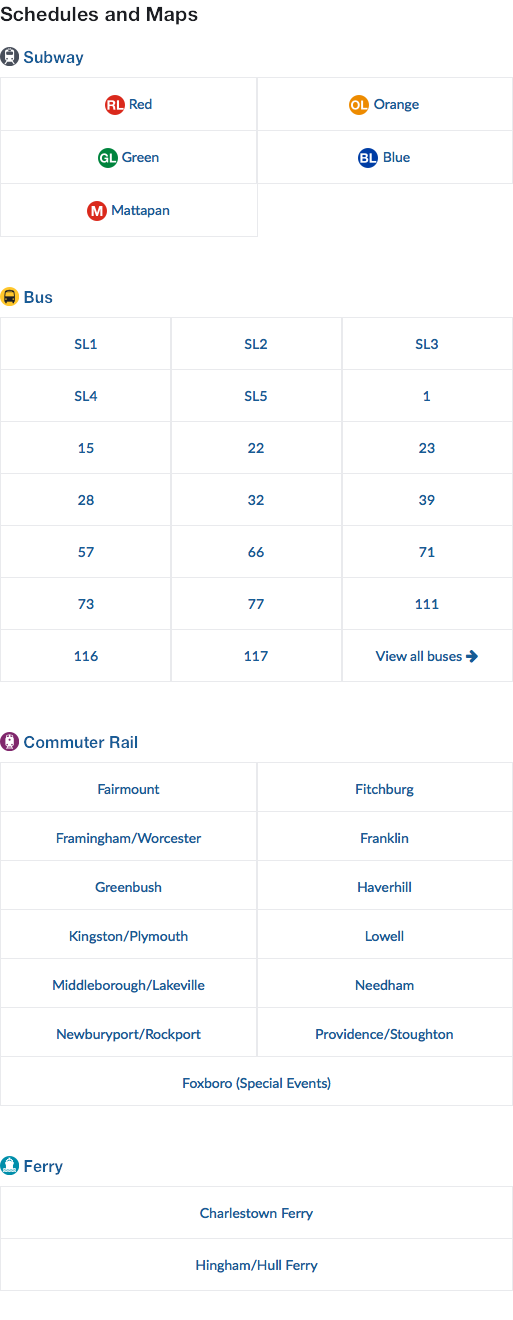 Schedules and Maps
Subway
RL Red OL Orange
GL Green BL Blue
M Mattapan
Bus
SL1 SL2 SL3
SL4 SL5 1
15 22 23
28 32 39
57 66 71
73 77 111
116 117 View all buses
Commuter Rail
Fairmount Fitchburg
Framingham/Worcester Franklin
Greenbush Haverhill
Kingston/Plymouth Lowell
Middleborough/Lakeville Needham
Newburyport/Rockport Providence/Stoughton
Foxboro (Special Events)
Ferry
Charlestown Ferry
Hingham/Hull Ferry